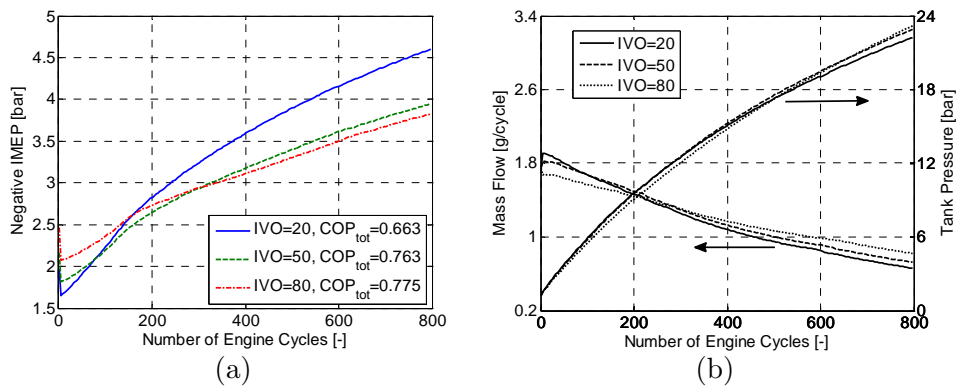 (a)
5
4.5
4
3.5
3
2.5
2
1.5
Negative IMEP [bar]
IVO=20, COPtot=0.663
IVO=50, COPtot=0.763
IVO=80, COPtot=0.775
0 200 400 600 800
Number of Engine Cycles [-]
(a)
(b)
3.4
2.6
1.8
1
0.2
Mass Flow [g/cycle]
IVO=20
IVO=50
IVO=80
24
18
12
6
0
Tank Pressure [bar]
0 200 400 600 800
Number of Engine Cycles [-]
(b)